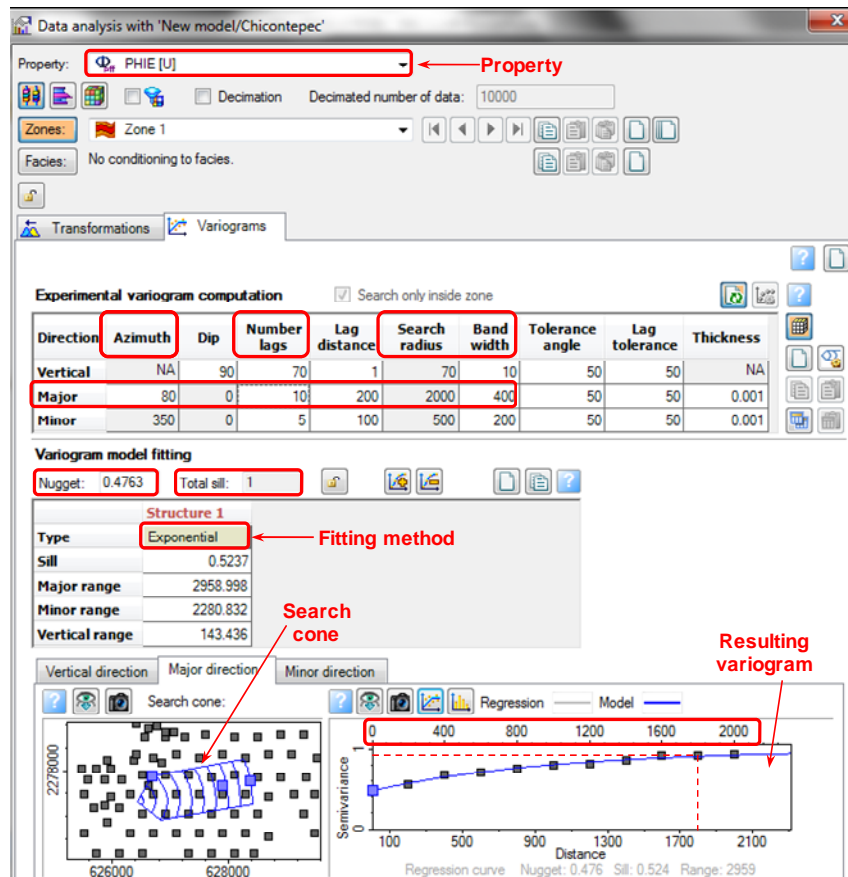 Data analysis with 'New model/Chicontepec'
Property: PHIE [U] Property
Decimation Decimated number of data: 10000
Zones: Zone 1
Facies: No conditioning to facies.
Transformations Variograms
Experimental variogram computation Search only inside zone
Direction Azimuth Dip Number lags Lag distance Search radius Band width Tolerance angle Lag tolerance Thickness
Vertical NA 90 70 1 70 10 50 50 NA
Major 80 0 10 200 2000 400 50 50 0.001
Minor 350 0 5 100 500 200 50 50 0.001
Variogram model fitting
Nugget: 0.4763 Total sill: 1
Structure 1
Type Exponential Fitting method
Sill 0.5237
Major range 2958.998
Minor range 2280.832
Vertical range 143.436
Search cone
Resulting variogram
Vertical direction Major direction Minor direction
Search cone: Regression Model
0 400 800 1200 1600 2000
2278000
Semivariance
0 1
100 500 900 1300 1700 2100
Distance
626000 628000
Regression curve Nugget: 0.476 Sill: 0.524 Range: 2959